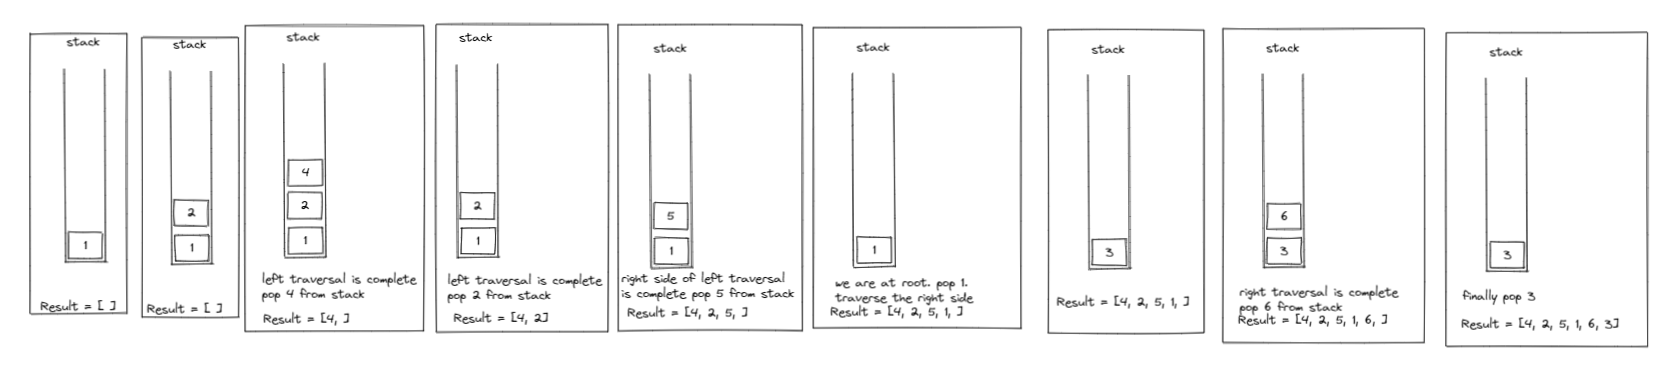 stack
1
Result = [ ]
stack
2
1
Result = [ ]
stack
4
2
1
left traversal is complete
pop 4 from stack
Result = [4, ]
stack
2
1
left traversal is complete
pop 2 from stack
Result = [4, 2]
stack
5
1
right side of left traversal
is complete pop 5 from stack
Result = [4, 2, 5, ]
stack
1
we are at root. pop 1.
traverse the right side
Result = [4, 2, 5, 1, ]
stack
3
Result = [4, 2, 5, 1, ]
stack
6
3
right traversal is complete
pop 6 from stack
Result = [4, 2, 5, 1, 6, ]
stack
3
finally pop 3
Result = [4, 2, 5, 1, 6, 3]